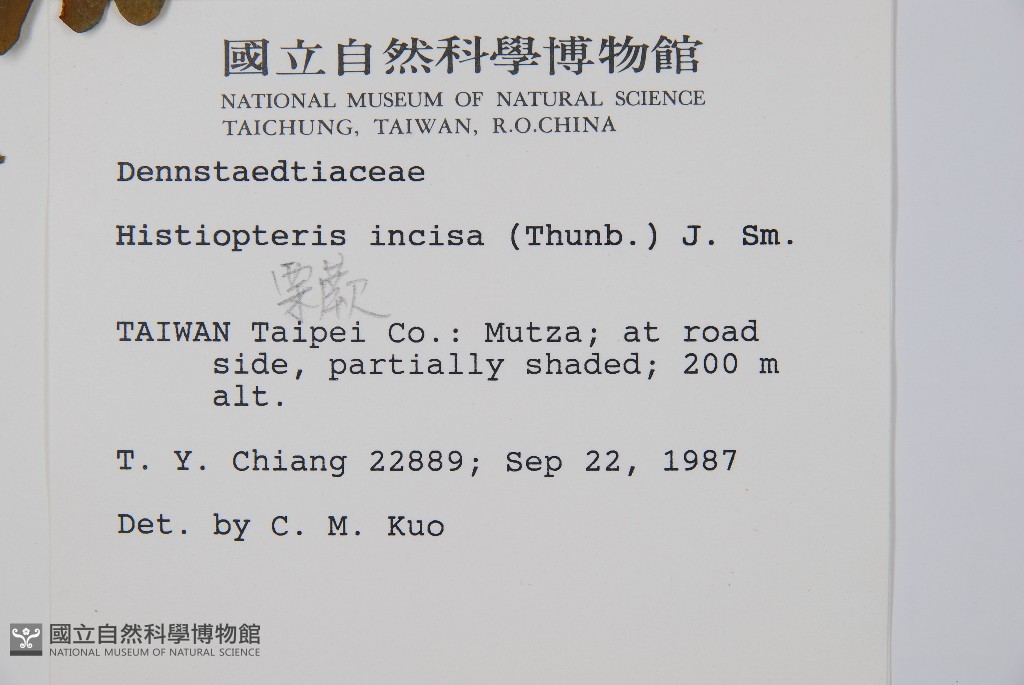 國立自然科學博物館
NATIONAL MUSEUM OF NATURAL SCIENCE
TAICHUNG, TAIWAN, R.O.CHINA
Dennstaedtiaceae
Histiopteris incisa (Thunb.) J. Sm.
栗蕨
TAIWAN Taipei Co.: Mutza; at road
side, partially shaded; 200 m
alt.
T. Y. Chiang 22889; Sep 22, 1987
Det. by C. M. Kuo
國立自然科學博物館
NATIONAL MUSEUM OF NATURAL SCIENCE